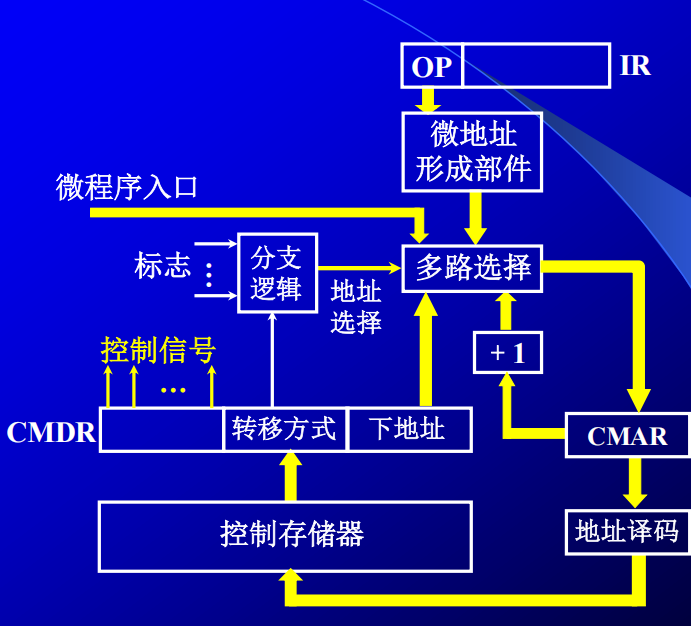 OP
IR
微地址
形成部件
微程序入口
标志
⋮
分支
逻辑
地址
选择
多路选择
控制信号
…
+ 1
CMDR
转移方式
下地址
CMAR
控制存储器
地址译码